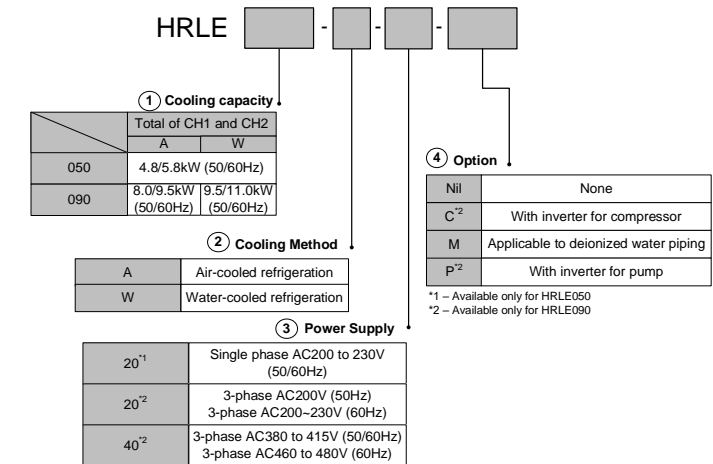 HRLE - - -
① Cooling capacity
Total of CH1 and CH2
A W
050 4.8/5.8kW (50/60Hz)
090 8.0/9.5kW (50/60Hz) 9.5/11.0kW (50/60Hz)
② Cooling Method
A Air-cooled refrigeration
W Water-cooled refrigeration
③ Power Supply
20*1 Single phase AC200 to 230V
(50/60Hz)
20*2 3-phase AC200V (50Hz)
3-phase AC200~230V (60Hz)
40*2 3-phase AC380 to 415V (50/60Hz)
3-phase AC460 to 480V (60Hz)
④ Option
Nil None
C*2 With inverter for compressor
M Applicable to deionized water piping
P*2 With inverter for pump
*1 – Available only for HRLE050
*2 – Available only for HRLE090